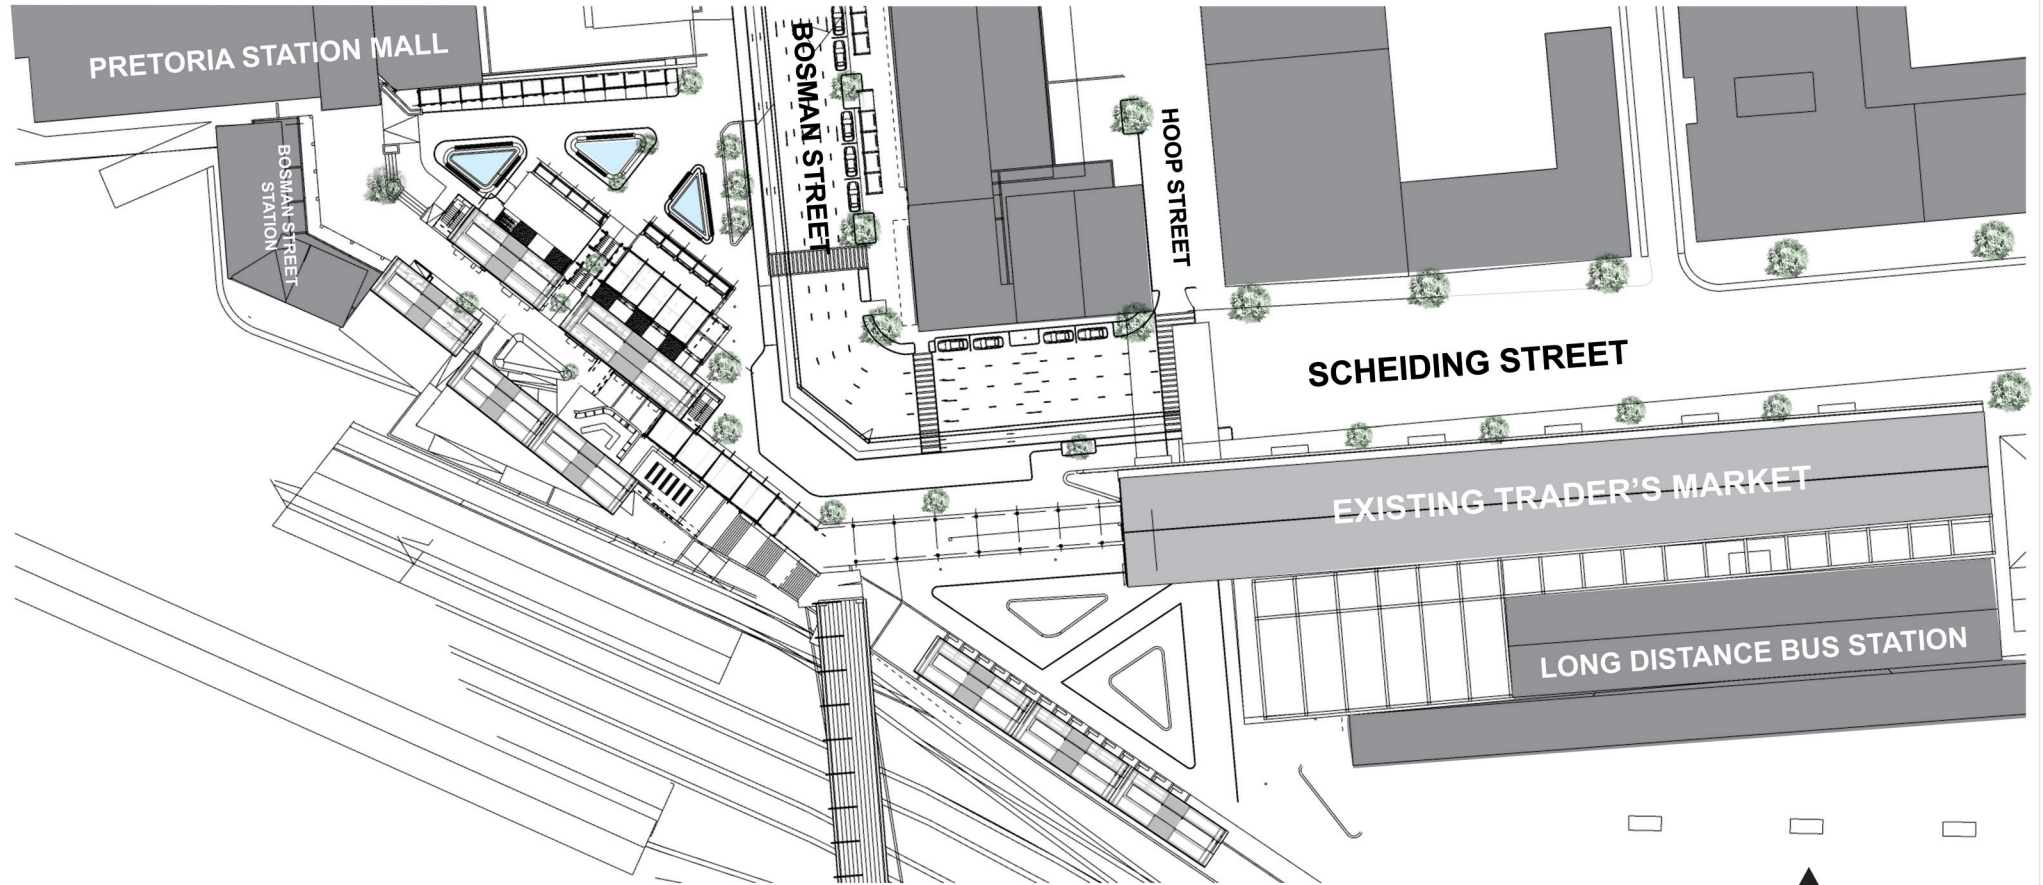 PRETORIA STATION MALL
BOSMAN STREET
HOOP STREET
BOSMAN STREET
STATION
SCHEIDING STREET
EXISTING TRADER'S MARKET
LONG DISTANCE BUS STATION